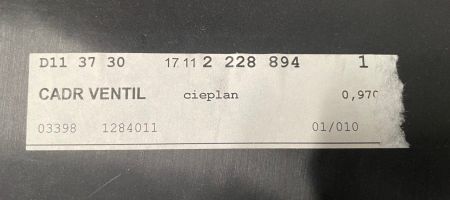 D11 37 30 17 11 2 228 894 1
CADR VENTIL cieplan 0,970
03398 1284011 01/010